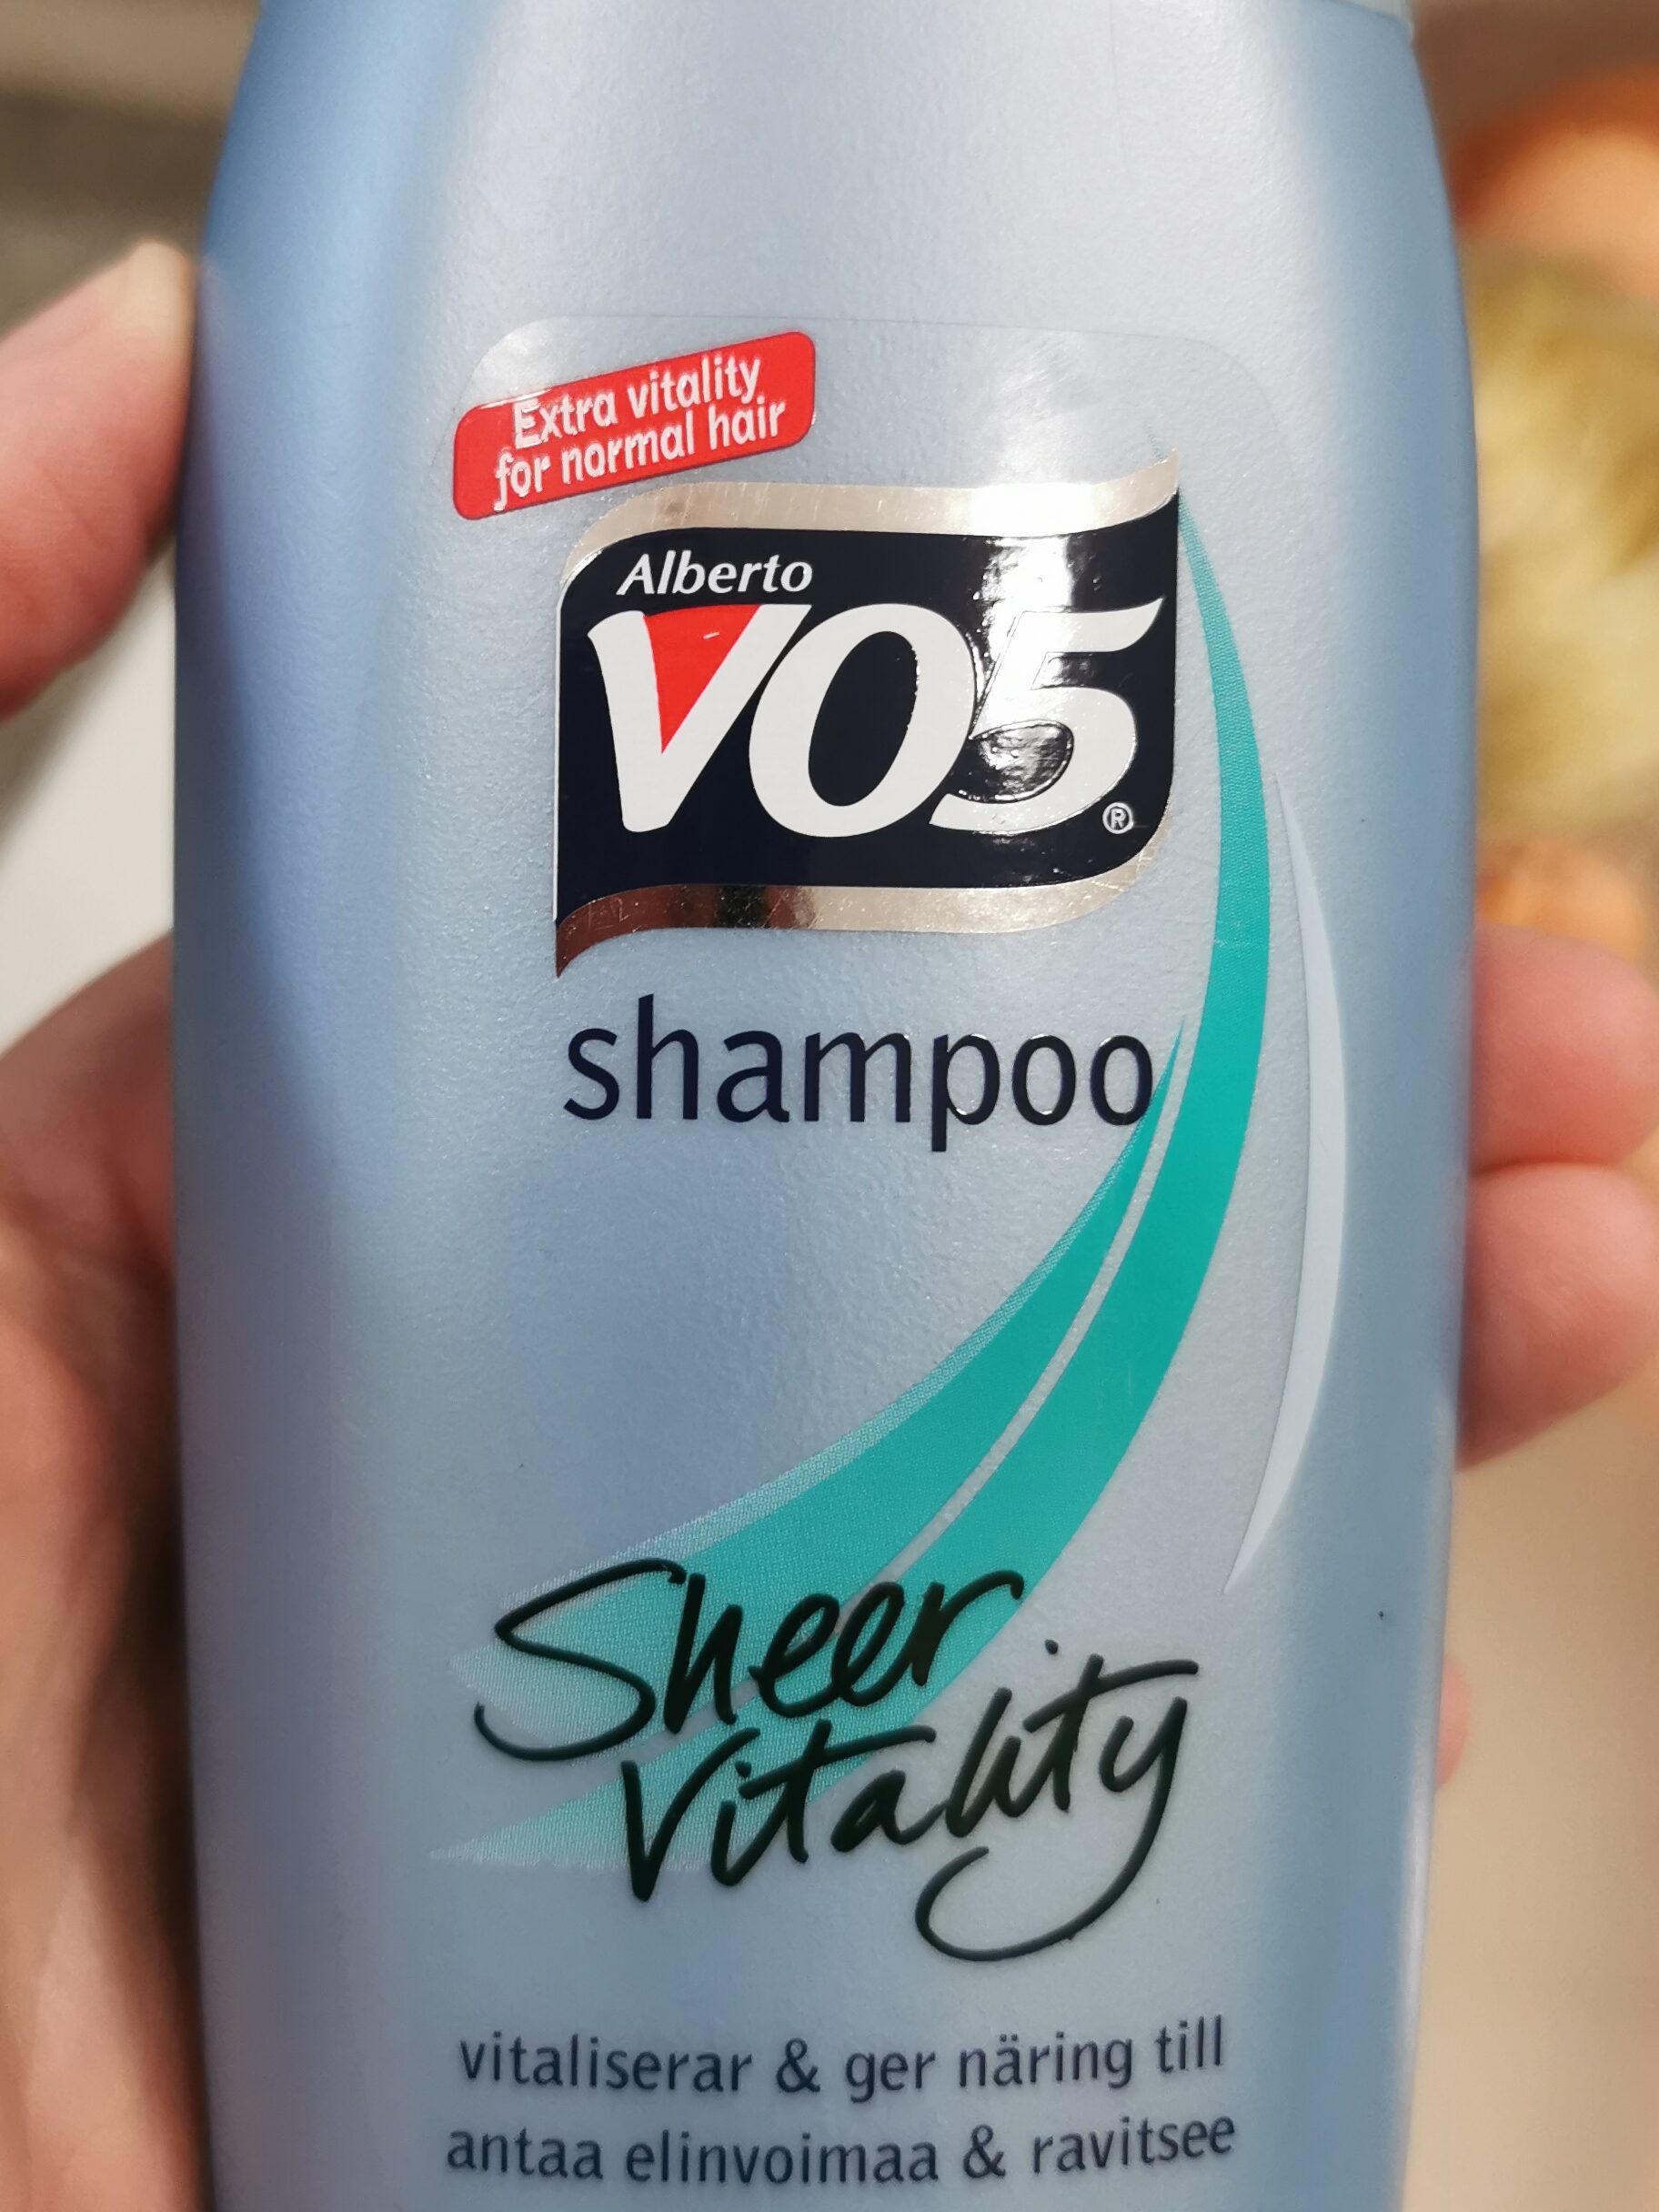 Extra vitality
for normal hair
Alberto
VO5®
shampoo
Sheer
Vitality
vitaliserar & ger näring till
antaa elinvoimaa & ravitsee